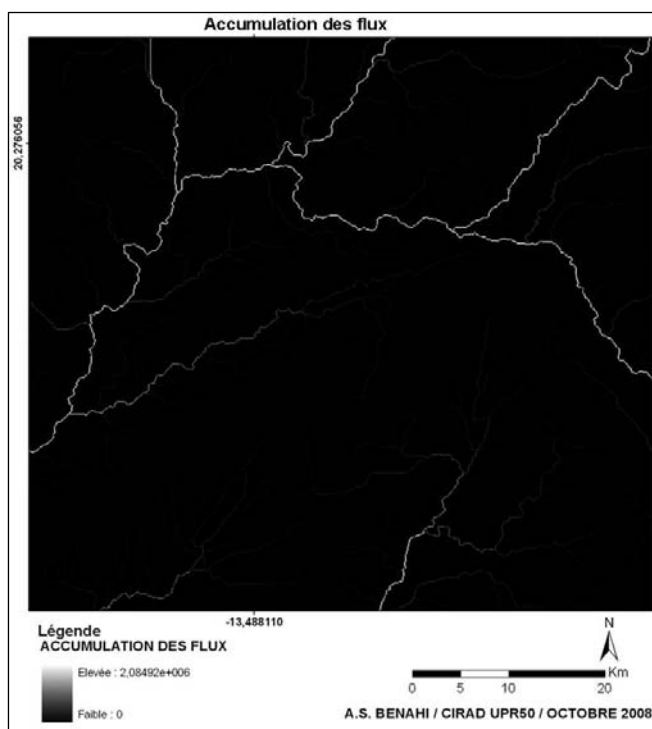 Accumulation des flux
20,276056
-13,488110
Légende
ACCUMULATION DES FLUX
Elevée : 2,08492e+006
Faible : 0
N
Km
0 5 10 20
A.S. BENAHI / CIRAD UPR50 / OCTOBRE 2008